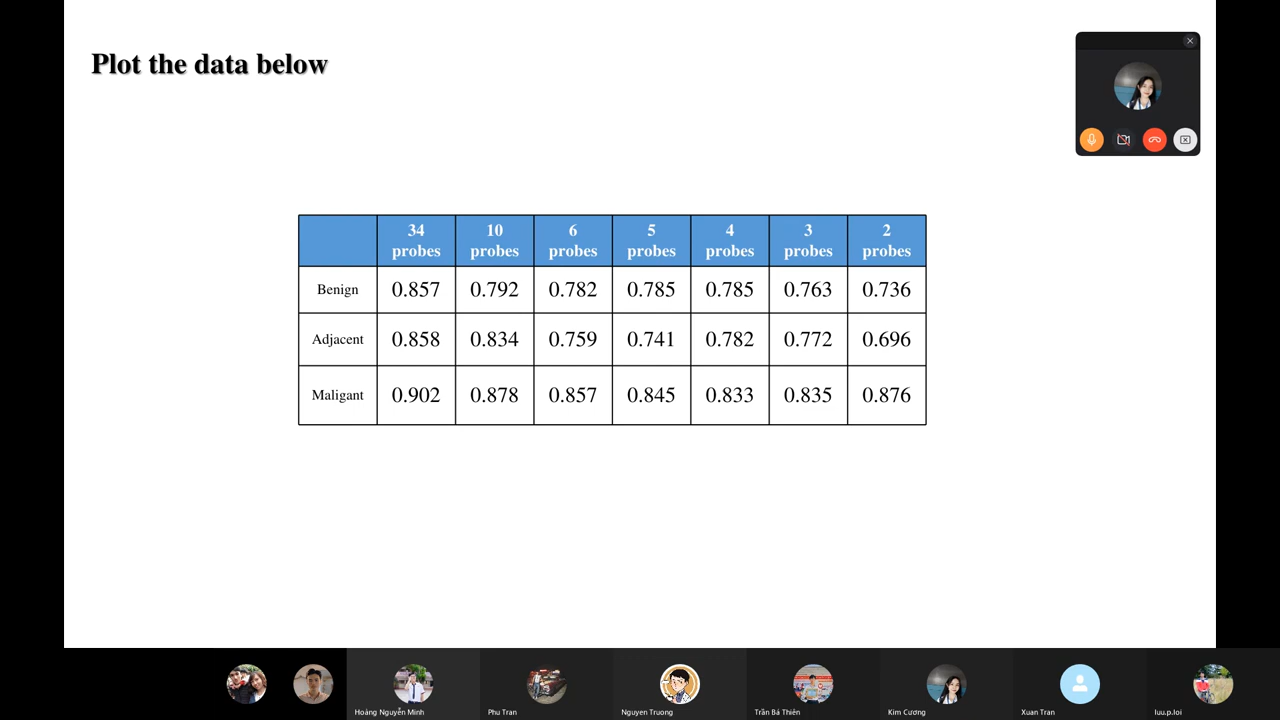 Plot the data below
34 probes 10 probes 6 probes 5 probes 4 probes 3 probes 2 probes
Benign 0.857 0.792 0.782 0.785 0.785 0.763 0.736
Adjacent 0.858 0.834 0.759 0.741 0.782 0.772 0.696
Maligant 0.902 0.878 0.857 0.845 0.833 0.835 0.876
Hoàng Nguyễn Minh Phu Tran Nguyen Truong Trần Bá Thiên Kim Cương Xuan Tran luu.p.loi